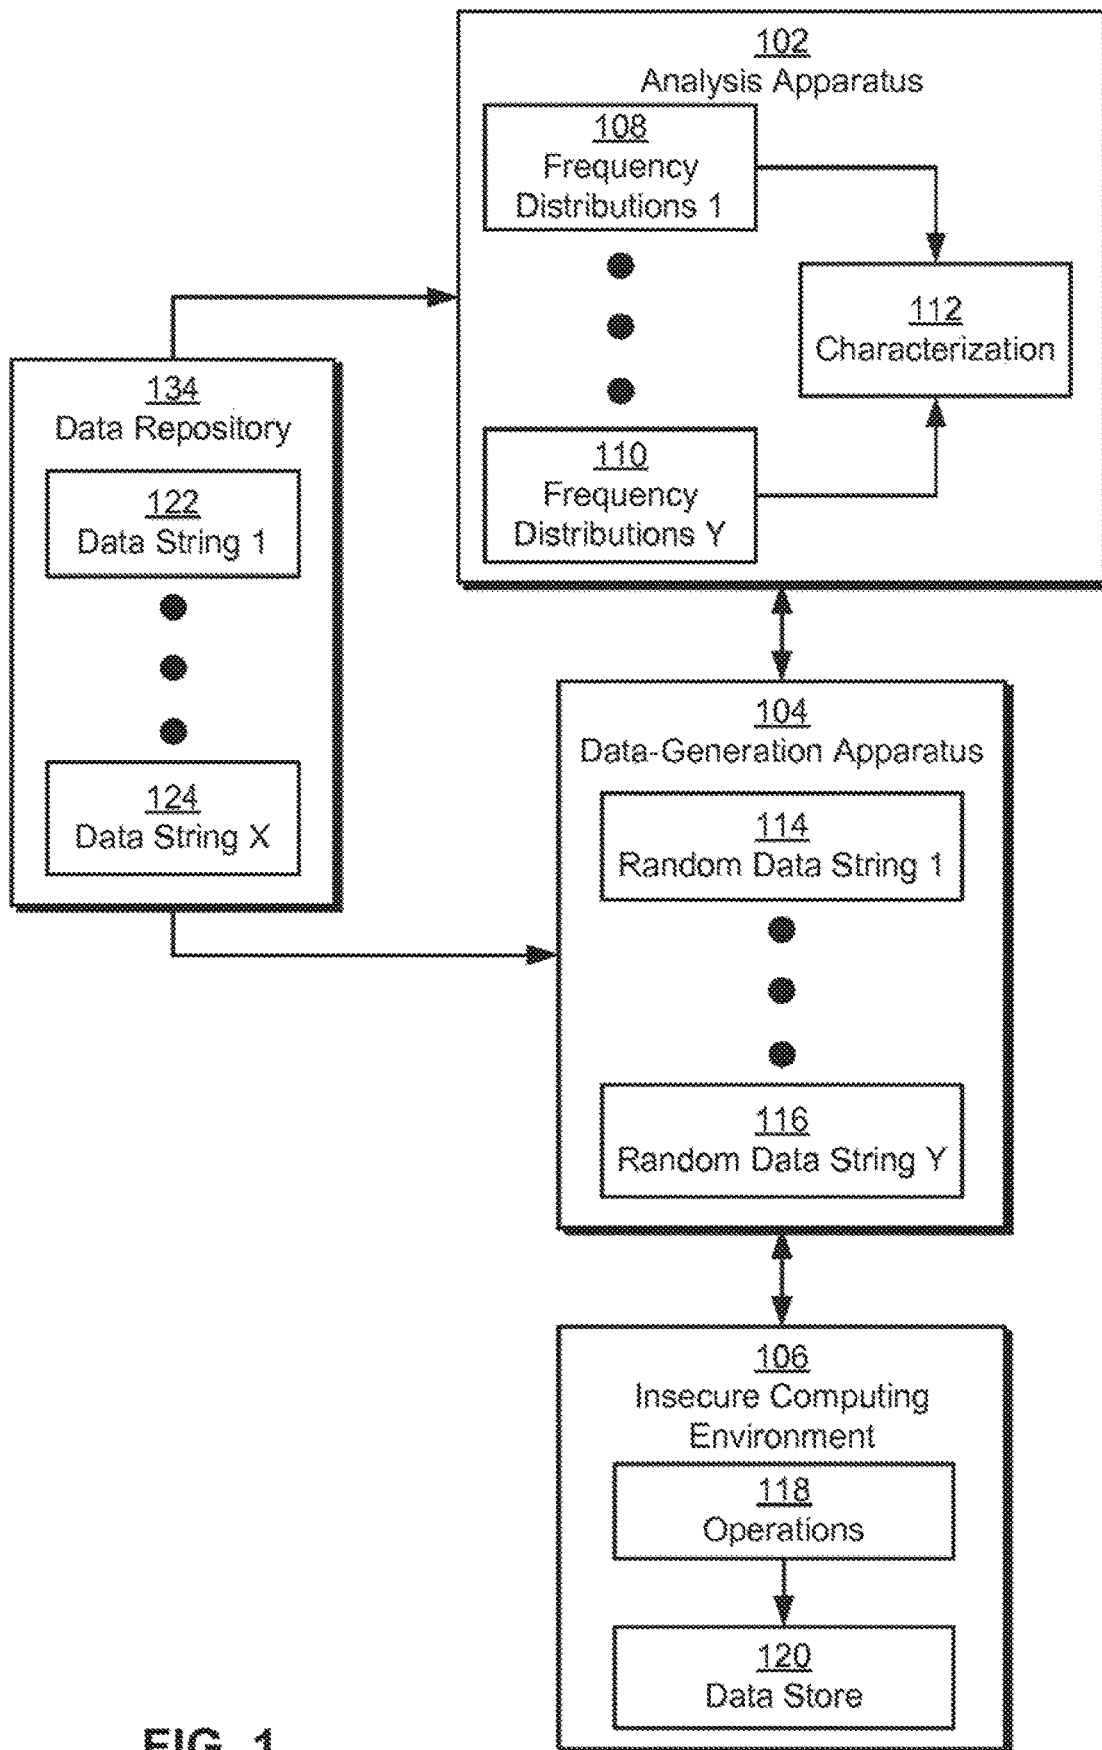 102
Analysis Apparatus
108
Frequency
Distributions 1
112
Characterization
110
Frequency
Distributions Y
134
Data Repository
122
Data String 1
124
Data String X
104
Data-Generation Apparatus
114
Random Data String 1
116
Random Data String Y
106
Insecure Computing
Environment
118
Operations
120
Data Store
FIG. 1